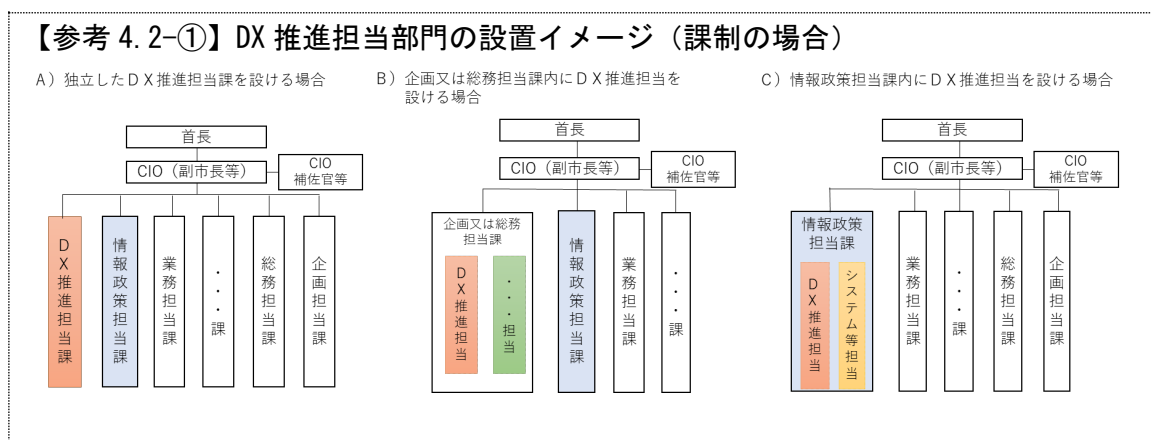 【参考 4.2-①】DX 推進担当部門の設置イメージ（課制の場合）
A）独立したＤＸ推進担当課を設ける場合
首長
CIO（副市長等）
CIO
補佐官等
ＤＸ推進担当課
情報政策担当課
業務担当課
・・・課
総務担当課
企画担当課
B）企画又は総務担当課内にＤＸ推進担当を
設ける場合
首長
CIO（副市長等）
CIO
補佐官等
企画又は総務
担当課
ＤＸ推進担当
・・・担当
情報政策担当課
業務担当課
・・・課
C）情報政策担当課内にＤＸ推進担当を設ける場合
首長
CIO（副市長等）
CIO
補佐官等
情報政策
担当課
ＤＸ推進担当
システム等担当
業務担当課
・・・課
総務担当課
企画担当課